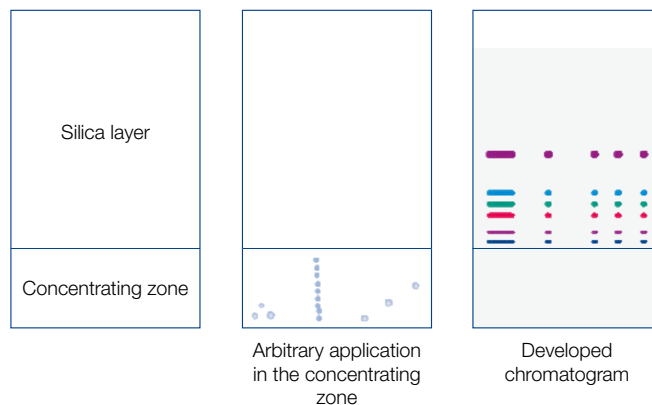 Silica layer
Concentrating zone
Arbitrary application
in the concentrating
zone
Developed
chromatogram